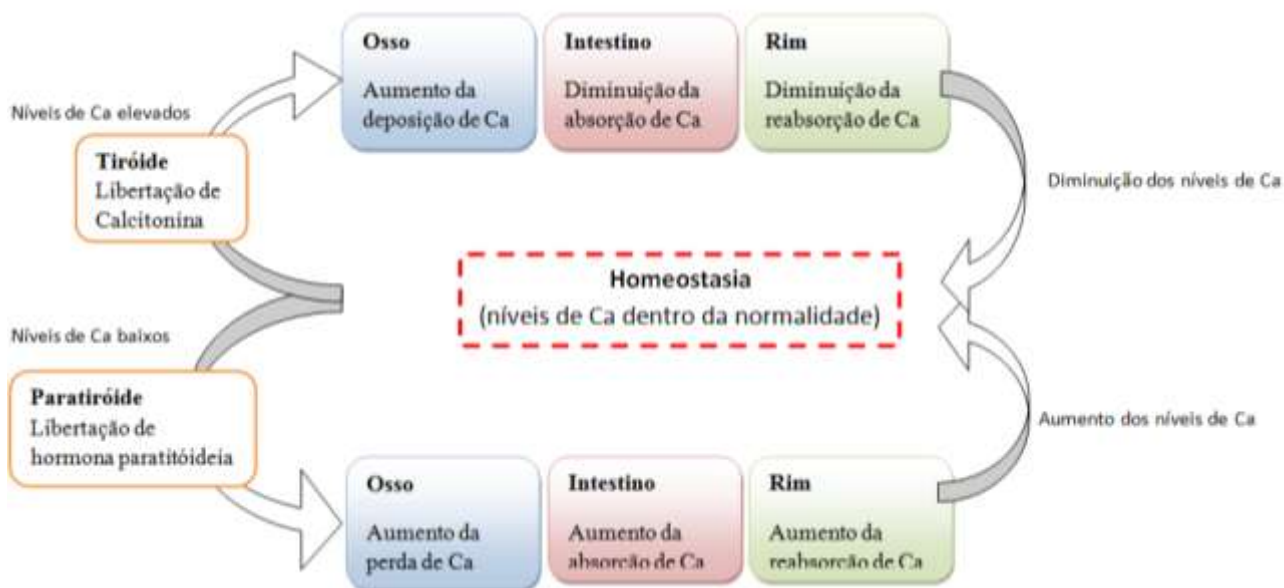 Osso
Aumento da
deposição de Ca
Intestino
Diminuição da
absorção de Ca
Rim
Diminuição da
reabsorção de Ca
Níveis de Ca elevados
Tiróide
Libertação de
Calcitonina
Diminuição dos níveis de Ca
Homeostasia
(níveis de Ca dentro da normalidade)
Níveis de Ca baixos
Paratiróide
Libertação de
hormona paratitóideia
Aumento dos níveis de Ca
Osso
Aumento da
perda de Ca
Intestino
Aumento da
absorção de Ca
Rim
Aumento da
reabsorção de Ca